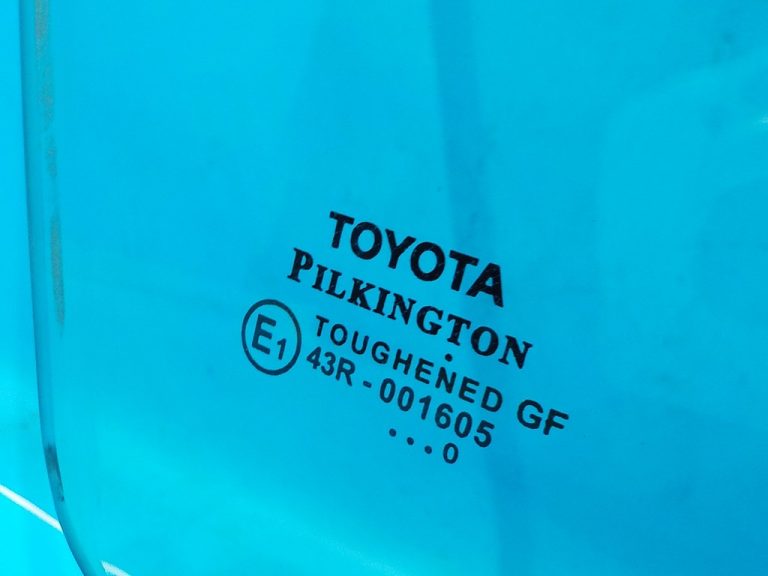 TOYOTA
PILKINGTON
E1 TOUGHENED GF
43R - 001605
...0